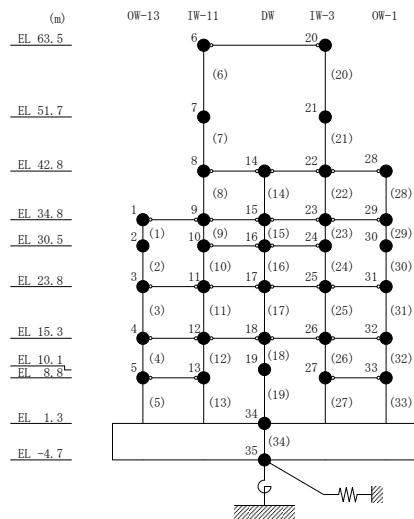 (m) OW-13 IW-11 DW IW-3 OW-1
EL 63.5 6 20
(6) (20)
EL 51.7 7 21
(7) (21)
EL 42.8 8 14 22 28
(8) (14) (22) (28)
EL 34.8 1 9 15 23 29
(1) (9) (15) (23) (29)
EL 30.5 2 10 16 24 30
(2) (10) (16) (24) (30)
EL 23.8 3 11 17 25 31
(3) (11) (17) (25) (31)
EL 15.3 4 12 18 26 32
(4) (12) (18) (26) (32)
EL 10.1 19
EL 8.8 5 13 27 33
(5) (13) (19) (27) (33)
EL 1.3 34
(34)
EL -4.7 35